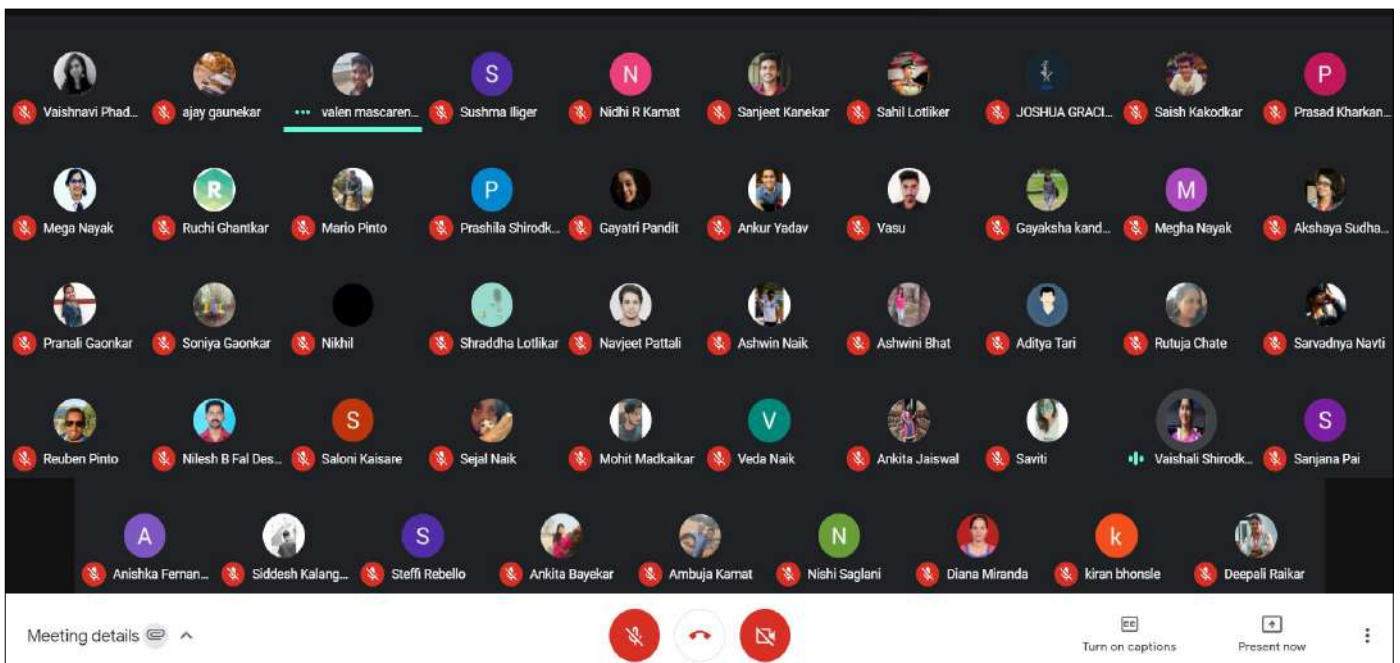 S N P
Vaishnavi Phad... ajay gaunekar valen mascaren... Sushma Iliger Nidhi R Kamat Sanjeet Kanekar Sahil Lotliker JOSHUA GRACI... Saish Kakodkar Prasad Kharkan...
R P M
Mega Nayak Ruchi Ghantkar Mario Pinto Prashila Shirodk... Gayatri Pandit Ankur Yadav Vasu Gayaksha kand... Megha Nayak Akshaya Sudha...
Pranali Gaonkar Soniya Gaonkar Nikhil Shraddha Lotlikar Navjeet Pattali Ashwin Naik Ashwini Bhat Aditya Tari Rutuja Chate Sarvadnya Navti
S V S
Reuben Pinto Nilesh B Fal Des... Saloni Kaisare Sejal Naik Mohit Madkaikar Veda Naik Ankita Jaiswal Saviti Vaishali Shirodk... Sanjana Pai
A S N k
Anishka Fernan... Siddesh Kalang... Steffi Rebello Ankita Bayekar Ambuja Kamat Nishi Saglani Diana Miranda kiran bhonsle Deepali Raikar
Meeting details CC
Turn on captions Present now